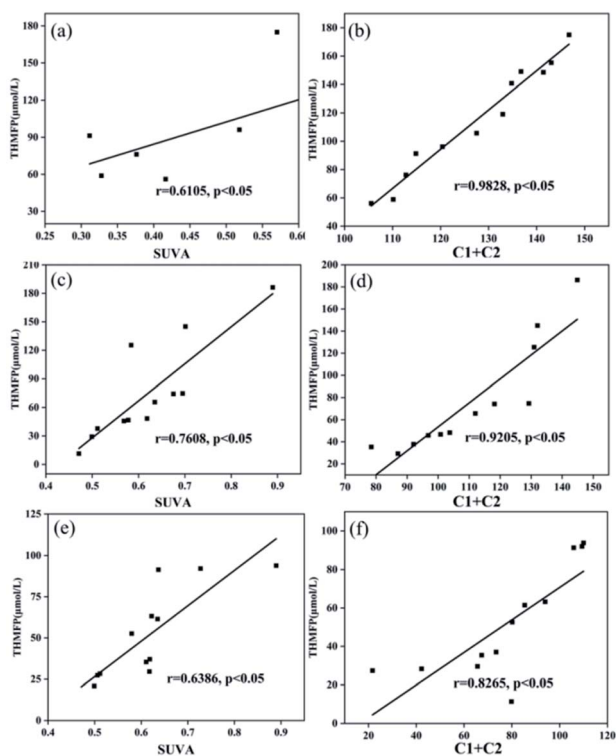 (a)
THMFP(μmol/L)
180
150
120
90
60
30
r=0.6105, p<0.05
0.25 0.30 0.35 0.40 0.45 0.50 0.55 0.60
SUVA
(b)
THMFP(μmol/L)
180
160
140
120
100
80
60
40
r=0.9828, p<0.05
100 110 120 130 140 150
C1+C2
(c)
THMFP(μmol/L)
210
180
150
120
90
60
30
0
r=0.7608, p<0.05
0.4 0.5 0.6 0.7 0.8 0.9
SUVA
(d)
THMFP(μmol/L)
200
180
160
140
120
100
80
60
40
20
r=0.9205, p<0.05
70 80 90 100 110 120 130 140 150
C1+C2
(e)
THMFP(μmol/L)
125
100
75
50
25
0
r=0.6386, p<0.05
0.4 0.5 0.6 0.7 0.8 0.9
SUVA
(f)
THMFP(μmol/L)
120
100
80
60
40
20
0
r=0.8265, p<0.05
0 20 40 60 80 100 120
C1+C2